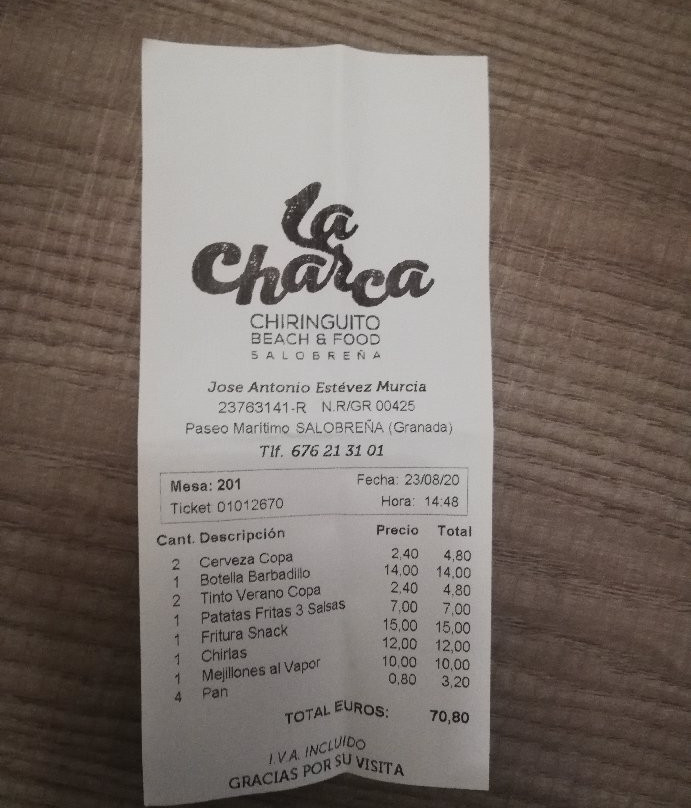 La
Charca
CHIRINGUITO
BEACH & FOOD
SALOBREÑA
Jose Antonio Estévez Murcia
23763141-R N.R/GR 00425
Paseo Marítimo SALOBREÑA (Granada)
Tlf. 676 21 31 01
Mesa: 201 Fecha: 23/08/20
Ticket 01012670 Hora: 14:48
Cant. Descripción Precio Total
2 Cerveza Copa 2,40 4,80
1 Botella Barbadillo 14,00 14,00
2 Tinto Verano Copa 2,40 4,80
1 Patatas Fritas 3 Salsas 7,00 7,00
1 Fritura Snack 15,00 15,00
1 Chirlas 12,00 12,00
1 Mejillones al Vapor 10,00 10,00
4 Pan 0,80 3,20
TOTAL EUROS: 70,80
I.V.A. INCLUIDO
GRACIAS POR SU VISITA